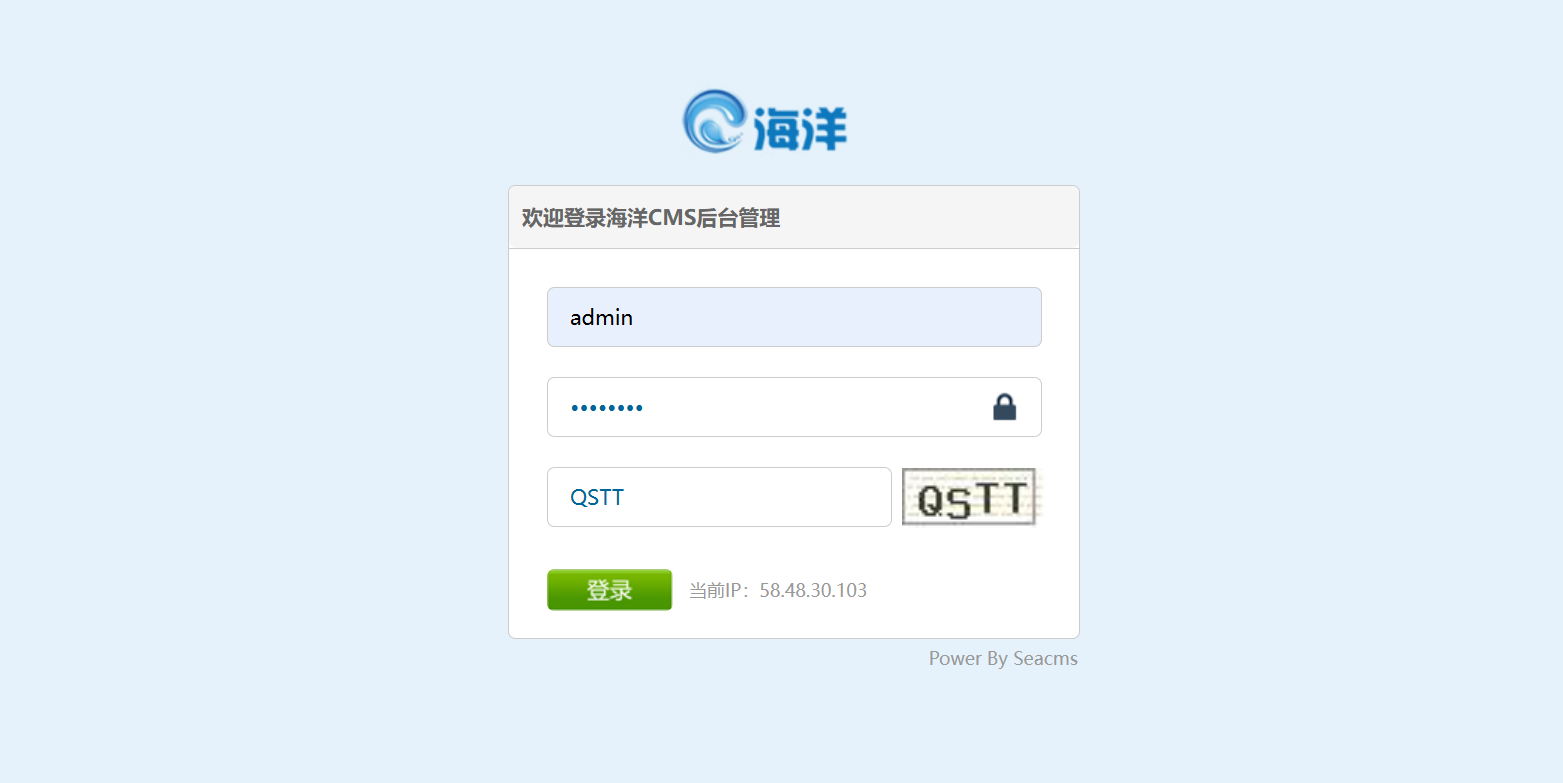 海洋
欢迎登录海洋CMS后台管理
admin
••••••••
QSTT QSTT
登录 当前IP：58.48.30.103
Power By Seacms